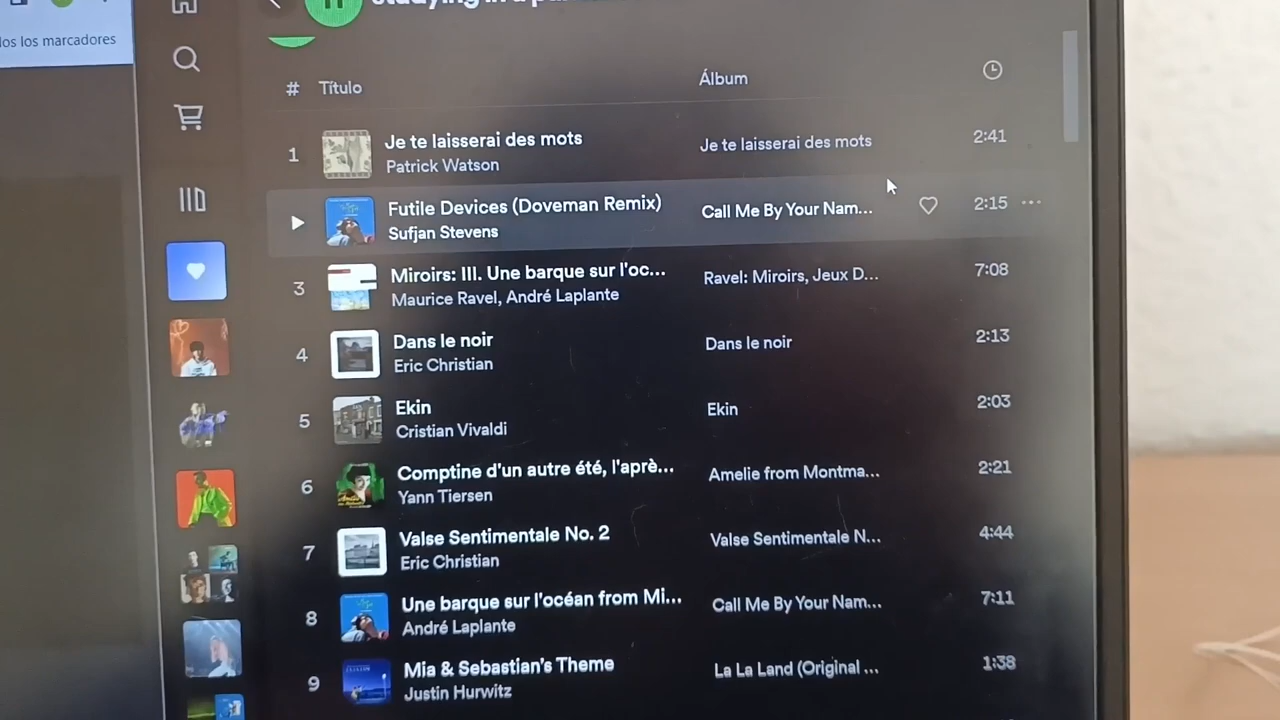 los los marcadores
# Título Álbum
1 Je te laisserai des mots Je te laisserai des mots 2:41
Patrick Watson
Futile Devices (Doveman Remix) Call Me By Your Nam... 2:15
Sufjan Stevens
3 Miroirs: III. Une barque sur l'oc... Ravel: Miroirs, Jeux D... 7:08
Maurice Ravel, André Laplante
4 Dans le noir Dans le noir 2:13
Eric Christian
5 Ekin Ekin 2:03
Cristian Vivaldi
6 Comptine d'un autre été, l'aprè... Amelie from Montma... 2:21
Yann Tiersen
7 Valse Sentimentale No. 2 Valse Sentimentale N... 4:44
Eric Christian
8 Une barque sur l'océan from Mi... Call Me By Your Nam... 7:11
André Laplante
9 Mia & Sebastian's Theme La La Land (Original ... 1:38
Justin Hurwitz